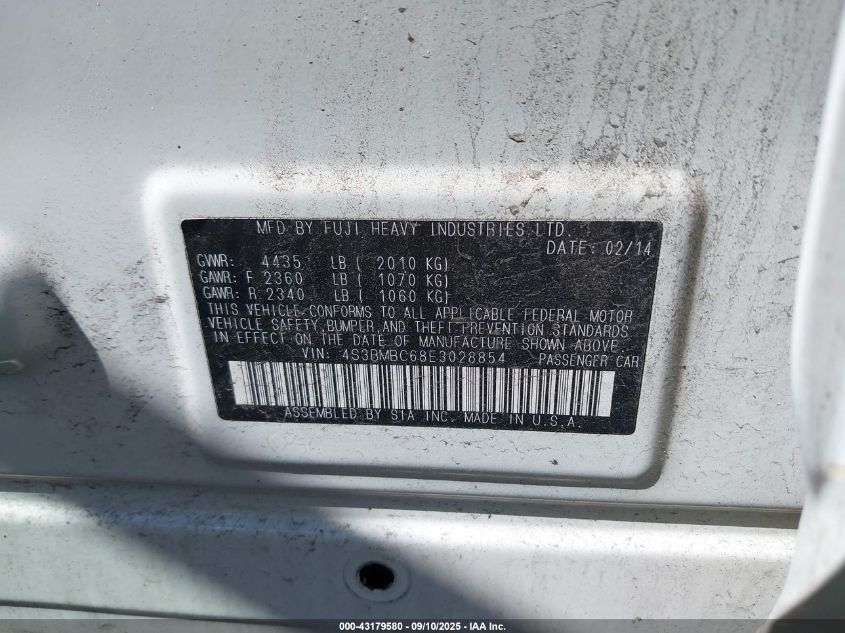 MFD BY FUJI HEAVY INDUSTRIES LTD.
DATE: 02/14
GVWR: 4435 LB ( 2010 KG)
GAWR: F 2360 LB ( 1070 KG)
GAWR: R 2340 LB ( 1060 KG)
THIS VEHICLE CONFORMS TO ALL APPLICABLE FEDERAL MOTOR
VEHICLE SAFETY, BUMPER, AND THEFT PREVENTION STANDARDS
IN EFFECT ON THE DATE OF MANUFACTURE SHOWN ABOVE.
VIN: 4S3BMBC68E3028854 PASSENGER CAR
ASSEMBLED BY SIA INC. MADE IN U.S.A.
000-43179580 - 09/10/2025 - IAA Inc.